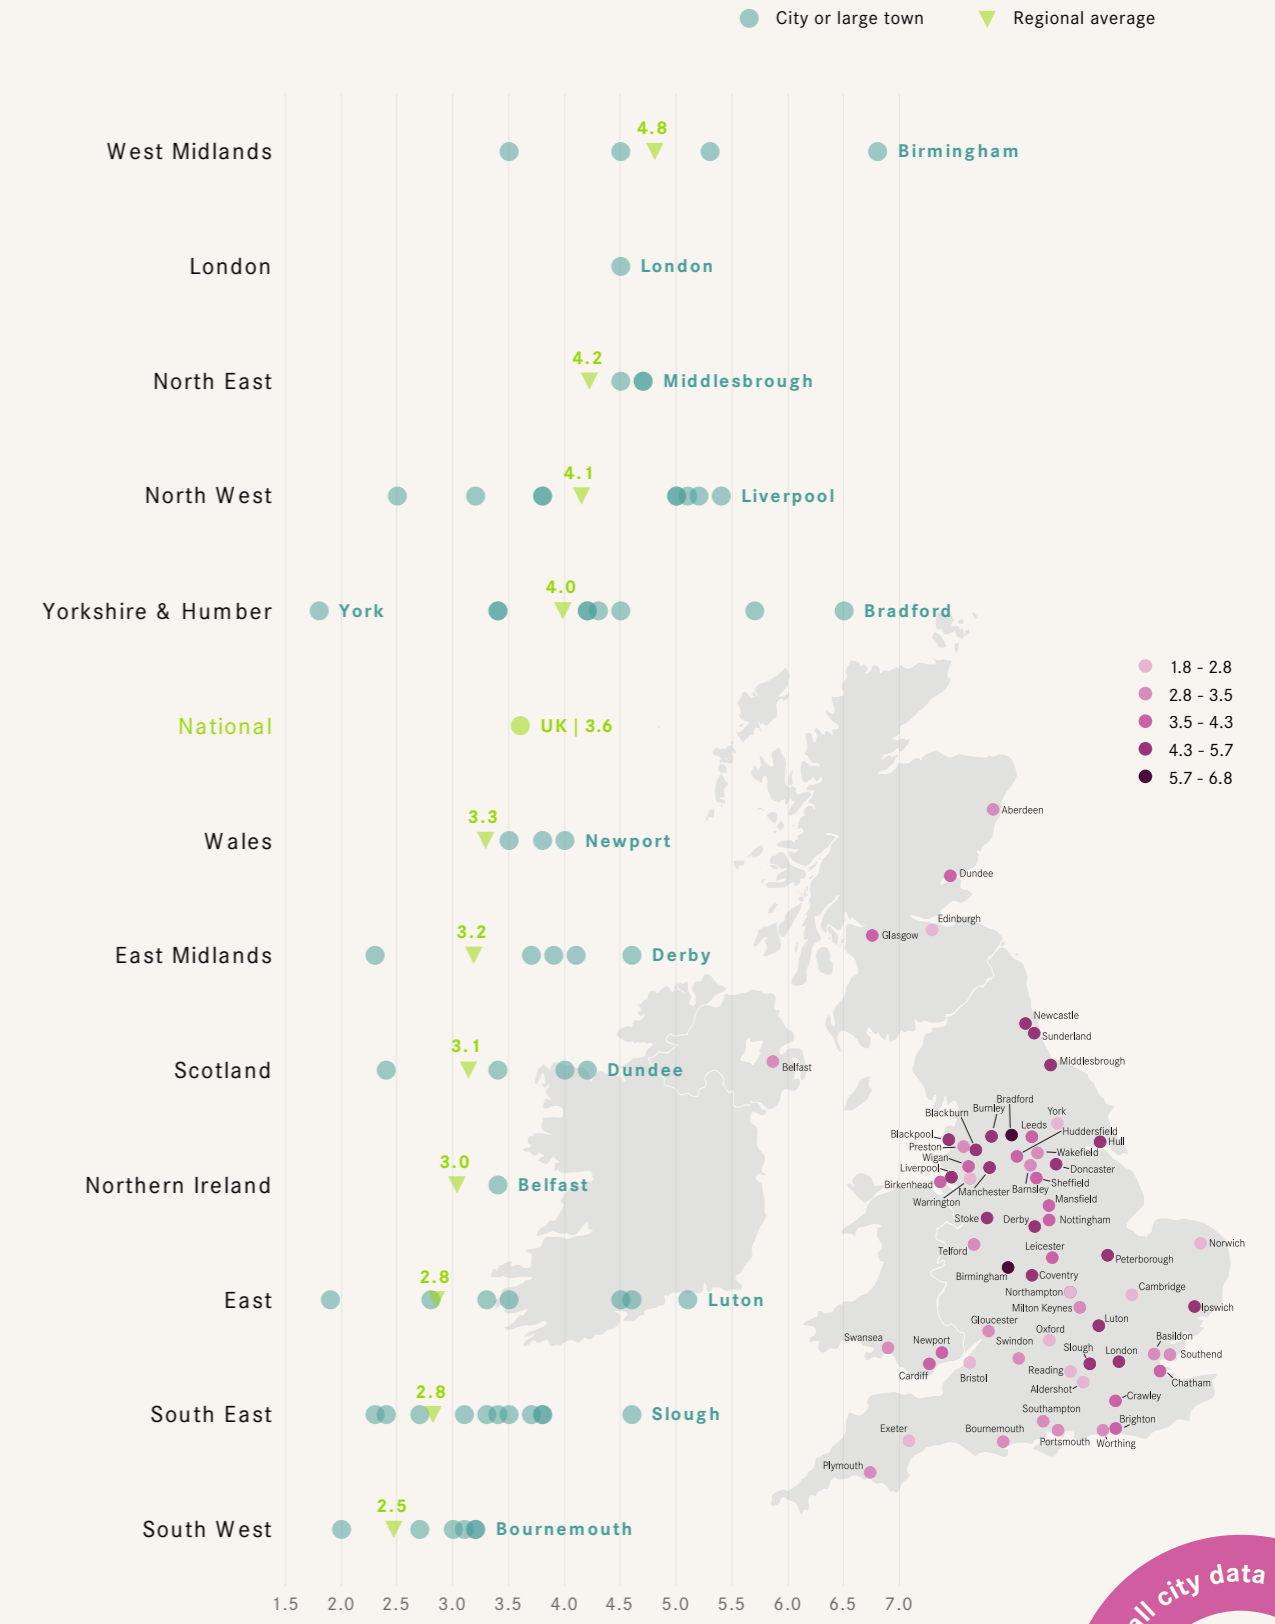 City or large town
Regional average
4.8
West Midlands
Birmingham
London
London
4.2
North East
Middlesbrough
4.1
North West
Liverpool
4.0
Yorkshire & Humber
York
Bradford
National
UK | 3.6
3.3
Wales
Newport
3.2
East Midlands
Derby
3.1
Scotland
Dundee
3.0
Northern Ireland
Belfast
2.8
East
Luton
2.8
South East
Slough
2.5
South West
Bournemouth
1.5 2.0 2.5 3.0 3.5 4.0 4.5 5.0 5.5 6.0 6.5 7.0
1.8 - 2.8
2.8 - 3.5
3.5 - 4.3
4.3 - 5.7
5.7 - 6.8
Aberdeen
Dundee
Edinburgh
Glasgow
Newcastle
Sunderland
Middlesbrough
Belfast
Bradford
Burnley
Blackburn
York
Leeds
Huddersfield
Blackpool
Hull
Preston
Wakefield
Wigan
Liverpool
Doncaster
Birkenhead
Sheffield
Manchester
Barnsley
Warrington
Mansfield
Stoke
Derby
Nottingham
Norwich
Telford
Leicester
Peterborough
Birmingham
Coventry
Cambridge
Northampton
Milton Keynes
Ipswich
Gloucester
Luton
Oxford
Swansea
Newport
Swindon
Slough
London
Basildon
Southend
Cardiff
Bristol
Reading
Chatham
Aldershot
Crawley
Southampton
Brighton
Exeter
Bournemouth
Portsmouth
Worthing
Plymouth
all city data